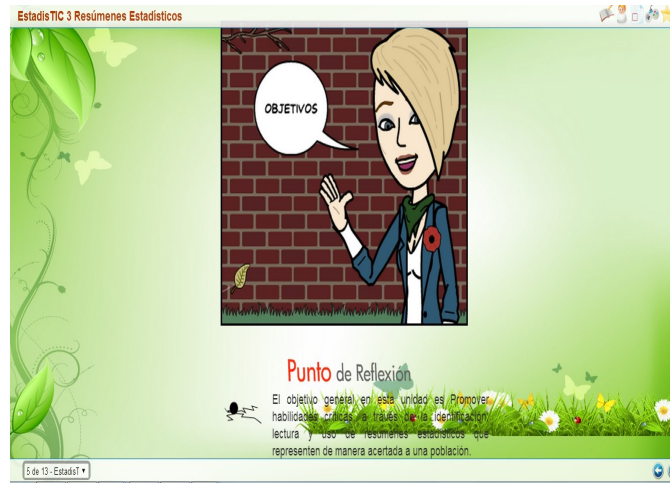 EstadisTIC 3 Resúmenes Estadísticos
OBJETIVOS
Punto de Reflexión
El objetivo general en esta unidad es Promover
habilidades críticas a través de la identificación,
lectura y uso de resúmenes estadísticos que
representen de manera acertada a una población.
5 de 13 - EstadisT